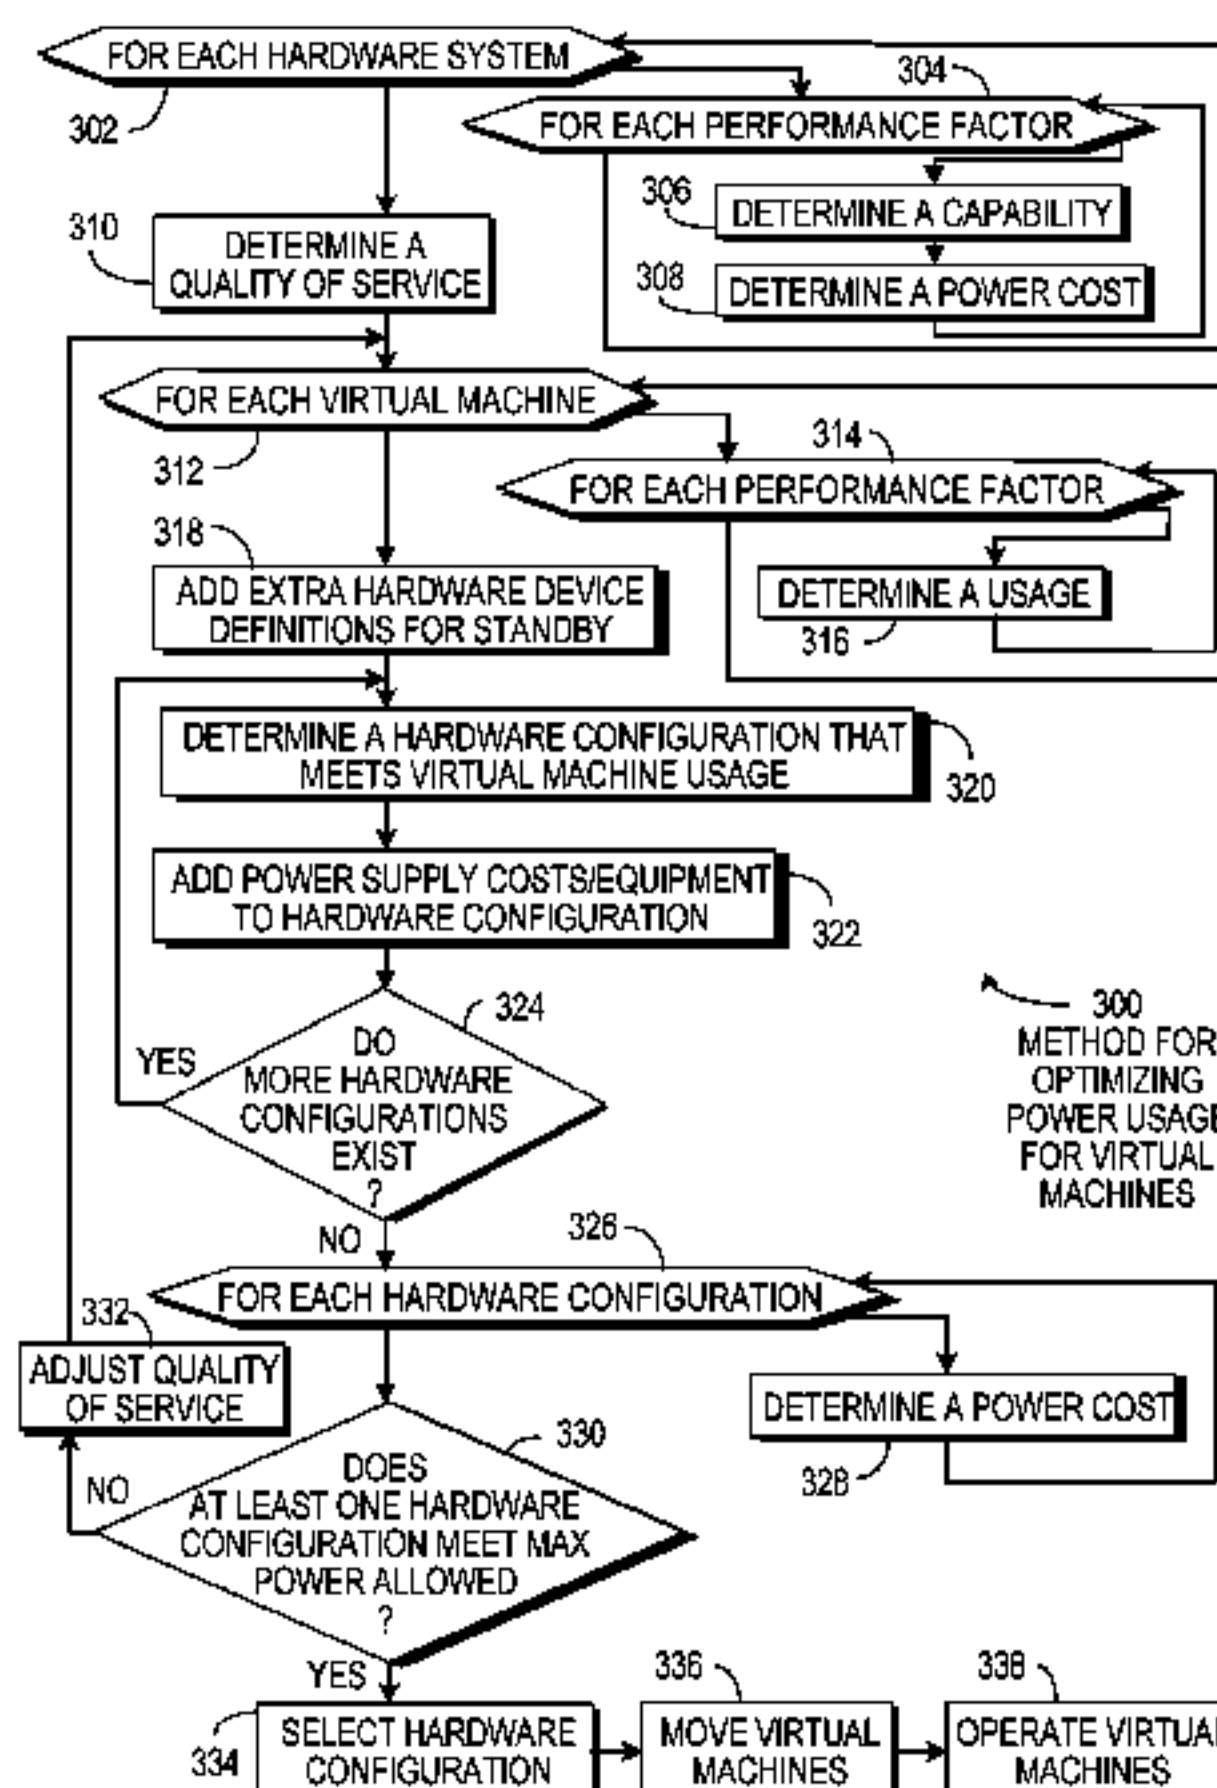 FOR EACH HARDWARE SYSTEM
302
304
FOR EACH PERFORMANCE FACTOR
306
DETERMINE A CAPABILITY
308
DETERMINE A POWER COST
310
DETERMINE A
QUALITY OF SERVICE
FOR EACH VIRTUAL MACHINE
312
314
FOR EACH PERFORMANCE FACTOR
DETERMINE A USAGE
316
318
ADD EXTRA HARDWARE DEVICE
DEFINITIONS FOR STANDBY
DETERMINE A HARDWARE CONFIGURATION THAT
MEETS VIRTUAL MACHINE USAGE
320
ADD POWER SUPPLY COSTS/EQUIPMENT
TO HARDWARE CONFIGURATION
322
324
DO
MORE HARDWARE
CONFIGURATIONS
EXIST
?
YES
NO
300
METHOD FOR
OPTIMIZING
POWER USAGE
FOR VIRTUAL
MACHINES
326
FOR EACH HARDWARE CONFIGURATION
DETERMINE A POWER COST
328
332
ADJUST QUALITY
OF SERVICE
NO
330
DOES
AT LEAST ONE HARDWARE
CONFIGURATION MEET MAX
POWER ALLOWED
?
YES
334
SELECT HARDWARE
CONFIGURATION
336
MOVE VIRTUAL
MACHINES
338
OPERATE VIRTUAL
MACHINES